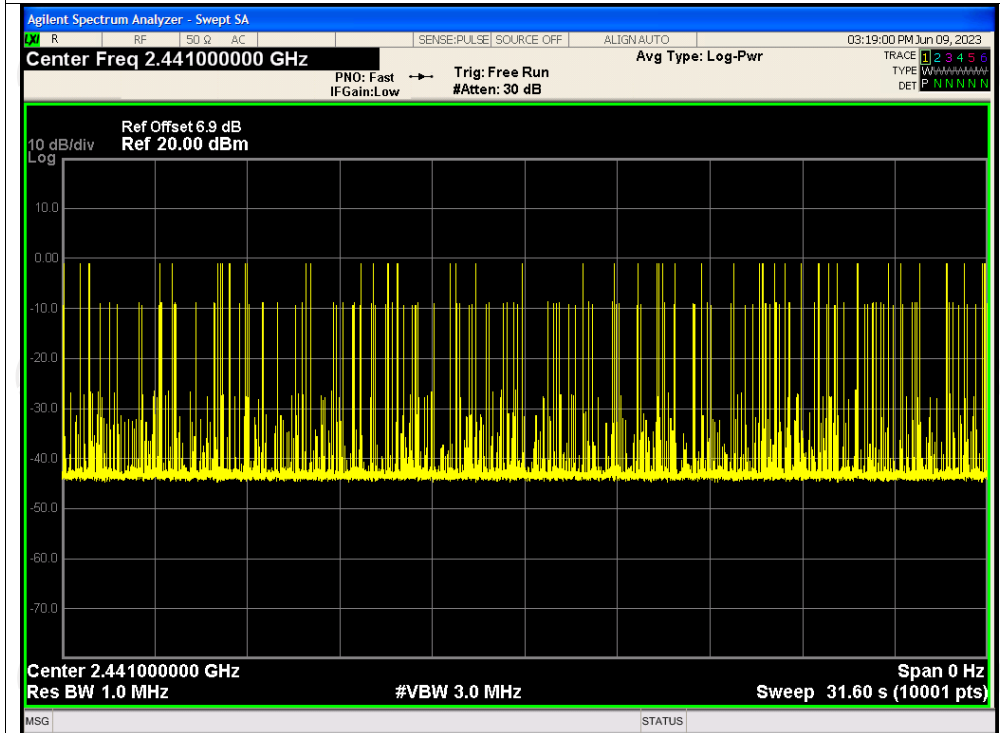 Agilent Spectrum Analyzer - Swept SA
LXI R RF 50 Ω AC SENSE:PULSE SOURCE OFF ALIGN AUTO 03:19:00 PM Jun 09, 2023
Center Freq 2.441000000 GHz Avg Type: Log-Pwr TRACE 1 2 3 4 5 6
PNO: Fast Trig: Free Run TYPE W
IFGain:Low #Atten: 30 dB DET P N N N N N
Ref Offset 6.9 dB
10 dB/div Ref 20.00 dBm
Log
10.0
0.00
-10.0
-20.0
-30.0
-40.0
-50.0
-60.0
-70.0
Center 2.441000000 GHz Span 0 Hz
Res BW 1.0 MHz #VBW 3.0 MHz Sweep 31.60 s (10001 pts)
MSG STATUS